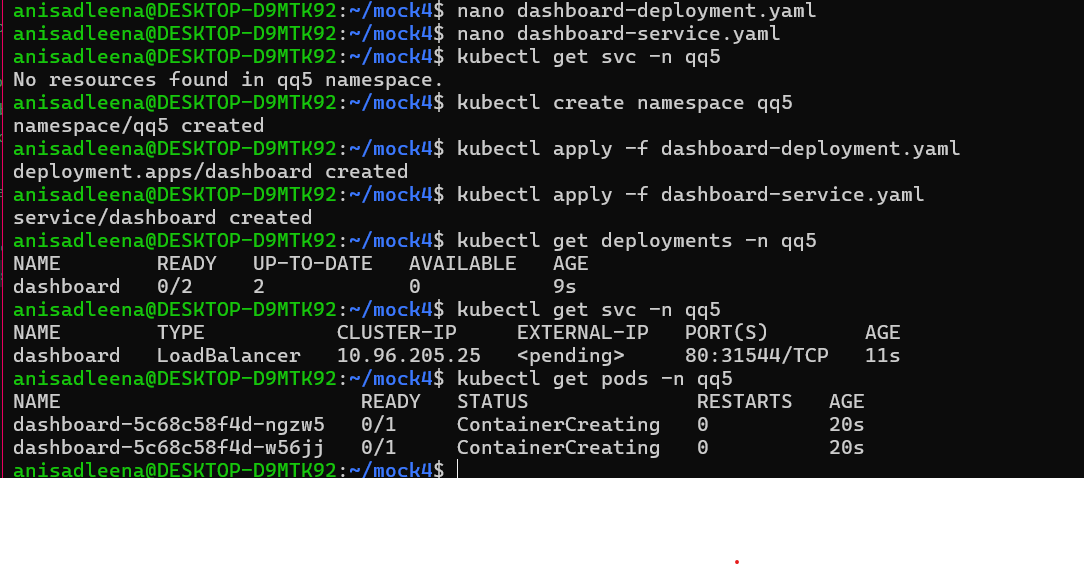 anisadleena@DESKTOP-D9MTK92:~/mock4$ nano dashboard-deployment.yaml
anisadleena@DESKTOP-D9MTK92:~/mock4$ nano dashboard-service.yaml
anisadleena@DESKTOP-D9MTK92:~/mock4$ kubectl get svc -n qq5
No resources found in qq5 namespace.
anisadleena@DESKTOP-D9MTK92:~/mock4$ kubectl create namespace qq5
namespace/qq5 created
anisadleena@DESKTOP-D9MTK92:~/mock4$ kubectl apply -f dashboard-deployment.yaml
deployment.apps/dashboard created
anisadleena@DESKTOP-D9MTK92:~/mock4$ kubectl apply -f dashboard-service.yaml
service/dashboard created
anisadleena@DESKTOP-D9MTK92:~/mock4$ kubectl get deployments -n qq5
NAME        READY   UP-TO-DATE   AVAILABLE   AGE
dashboard   0/2     2            0           9s
anisadleena@DESKTOP-D9MTK92:~/mock4$ kubectl get svc -n qq5
NAME        TYPE           CLUSTER-IP     EXTERNAL-IP   PORT(S)        AGE
dashboard   LoadBalancer   10.96.205.25   <pending>     80:31544/TCP   11s
anisadleena@DESKTOP-D9MTK92:~/mock4$ kubectl get pods -n qq5
NAME                         READY   STATUS              RESTARTS   AGE
dashboard-5c68c58f4d-ngzw5   0/1     ContainerCreating   0          20s
dashboard-5c68c58f4d-w56jj   0/1     ContainerCreating   0          20s
anisadleena@DESKTOP-D9MTK92:~/mock4$